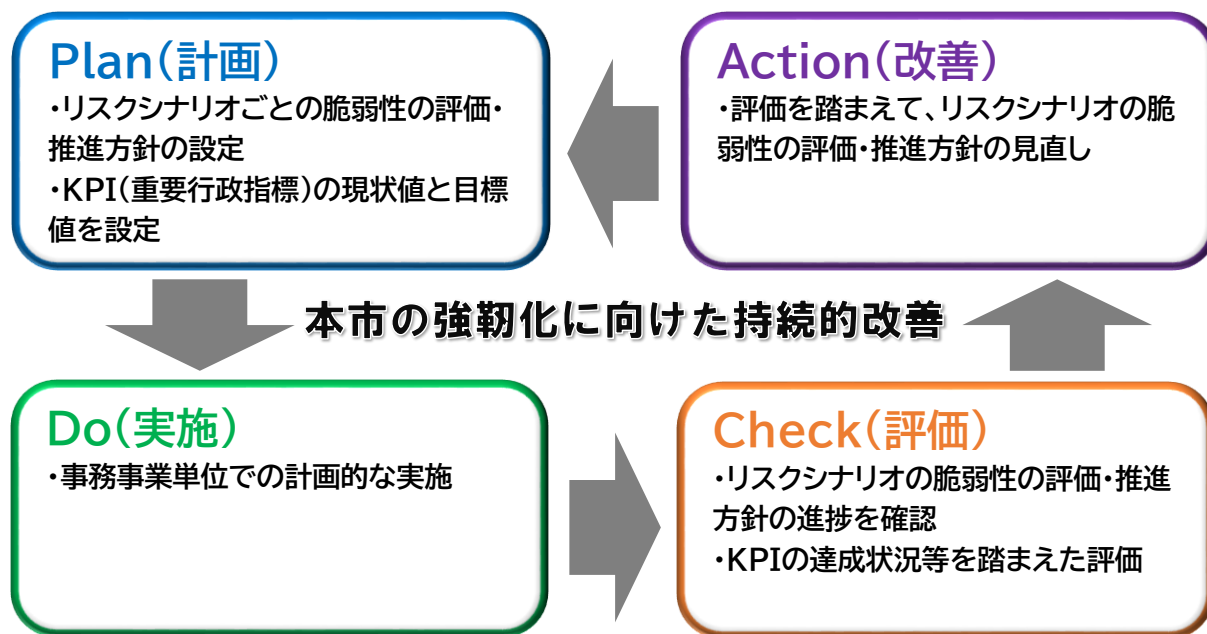 Plan(計画)
・リスクシナリオごとの脆弱性の評価・
推進方針の設定
・KPI(重要行政指標)の現状値と目標
値を設定
Action(改善)
・評価を踏まえて、リスクシナリオの脆
弱性の評価・推進方針の見直し
本市の強靭化に向けた持続的改善
Do(実施)
・事務事業単位での計画的な実施
Check(評価)
・リスクシナリオの脆弱性の評価・推進
方針の進捗を確認
・KPIの達成状況等を踏まえた評価